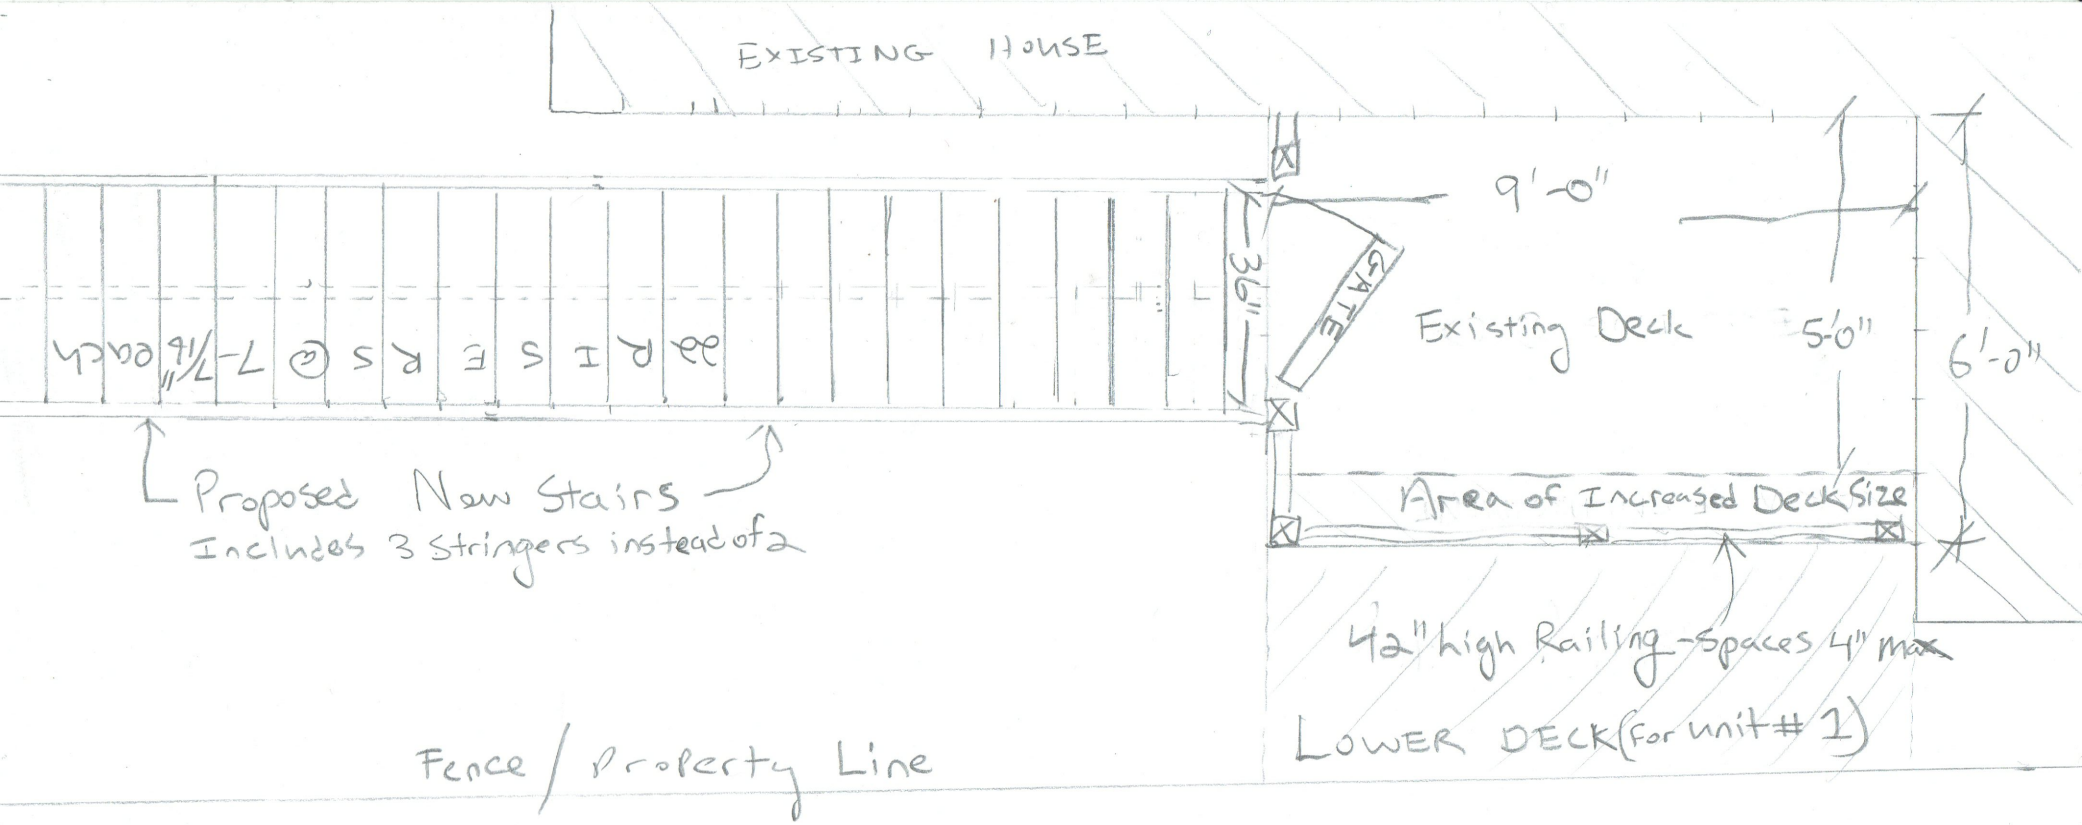 EXISTING HOUSE
9'-0"
36"
GATE
Existing Deck
5'-0"
6'-0"
22 RISERS @ 7-7/16" each
Area of Increased Deck Size
Proposed New Stairs
Includes 3 stringers instead of 2
42" high Railing-spaces 4" max
LOWER DECK (for unit # 1)
Fence / Property Line